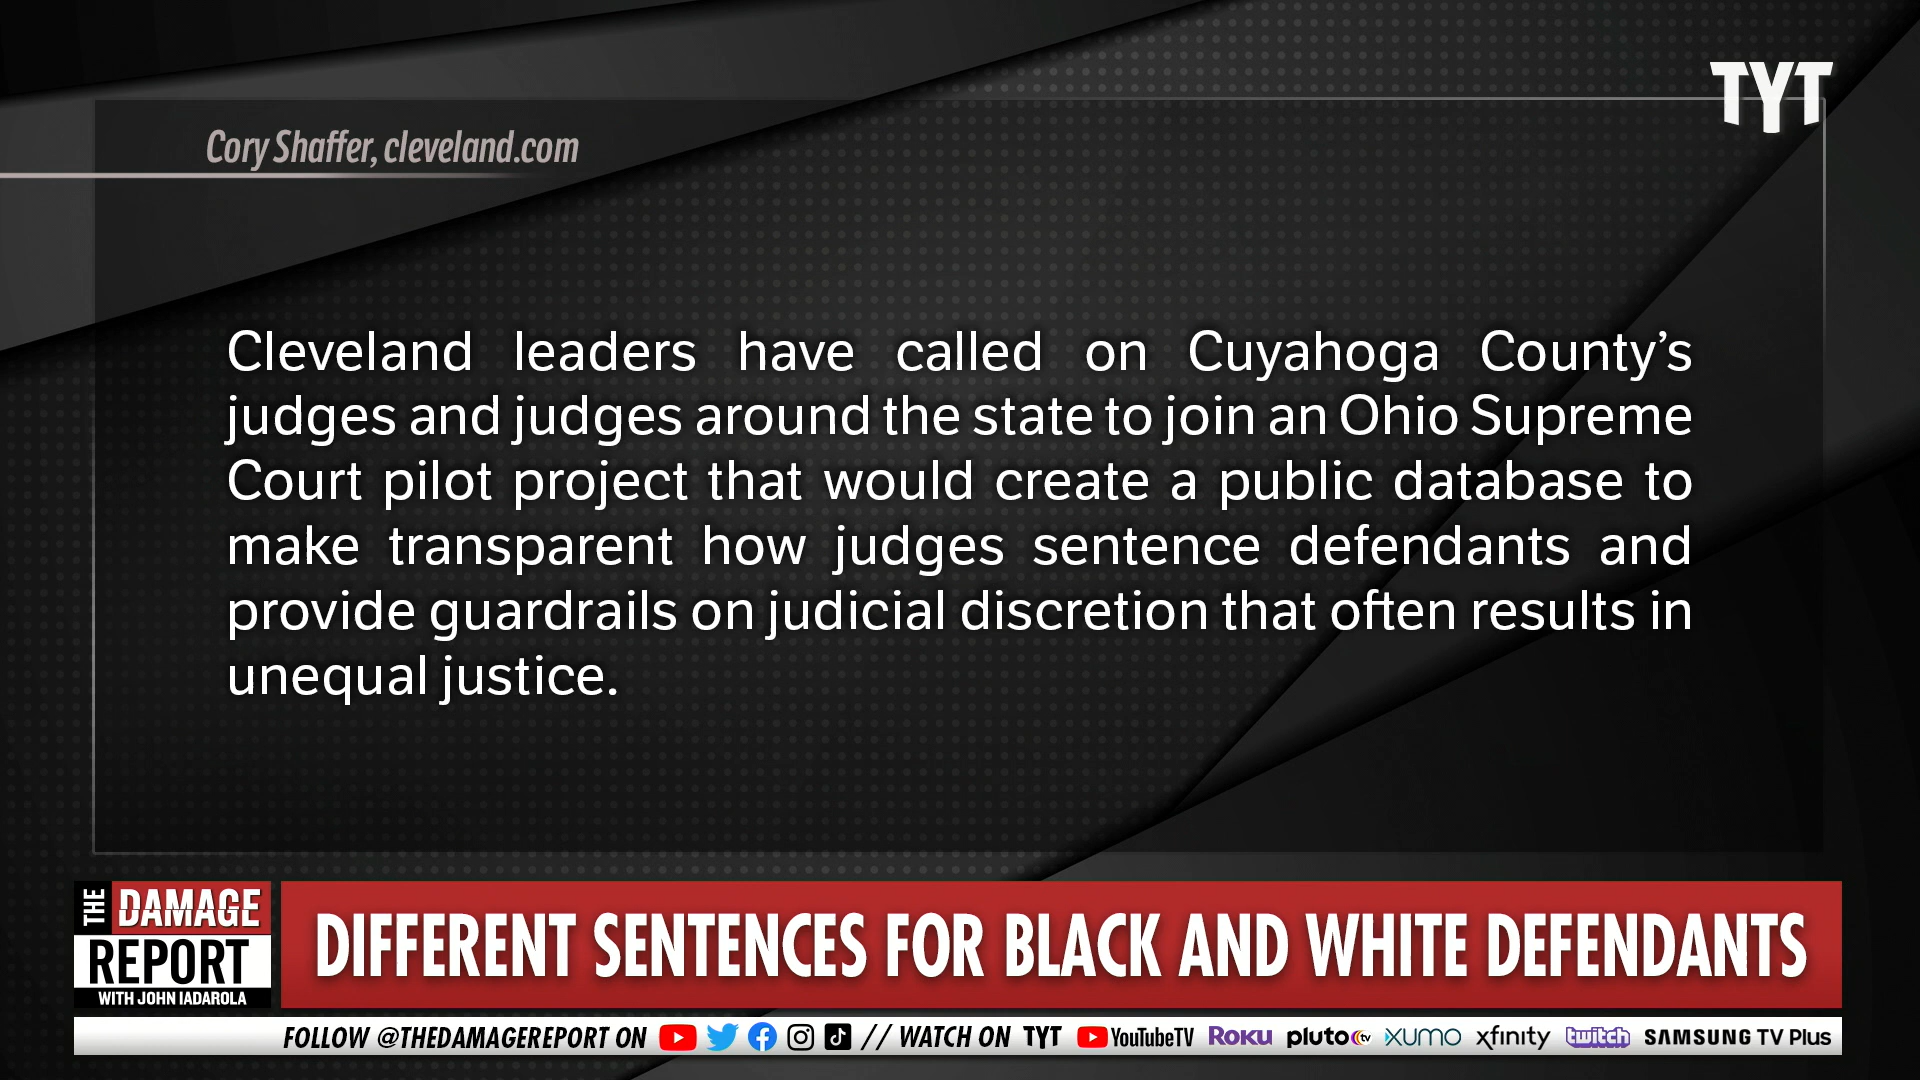 TYT
Cory Shaffer, cleveland.com
Cleveland leaders have called on Cuyahoga County’s
judges and judges around the state to join an Ohio Supreme
Court pilot project that would create a public database to
make transparent how judges sentence defendants and
provide guardrails on judicial discretion that often results in
unequal justice.
THE DAMAGE
REPORT
WITH JOHN IADAROLA
DIFFERENT SENTENCES FOR BLACK AND WHITE DEFENDANTS
FOLLOW @THEDAMAGEREPORT ON // WATCH ON TYT YouTubeTV ROKU pluto tv XUMO xfinity twitch SAMSUNG TV Plus